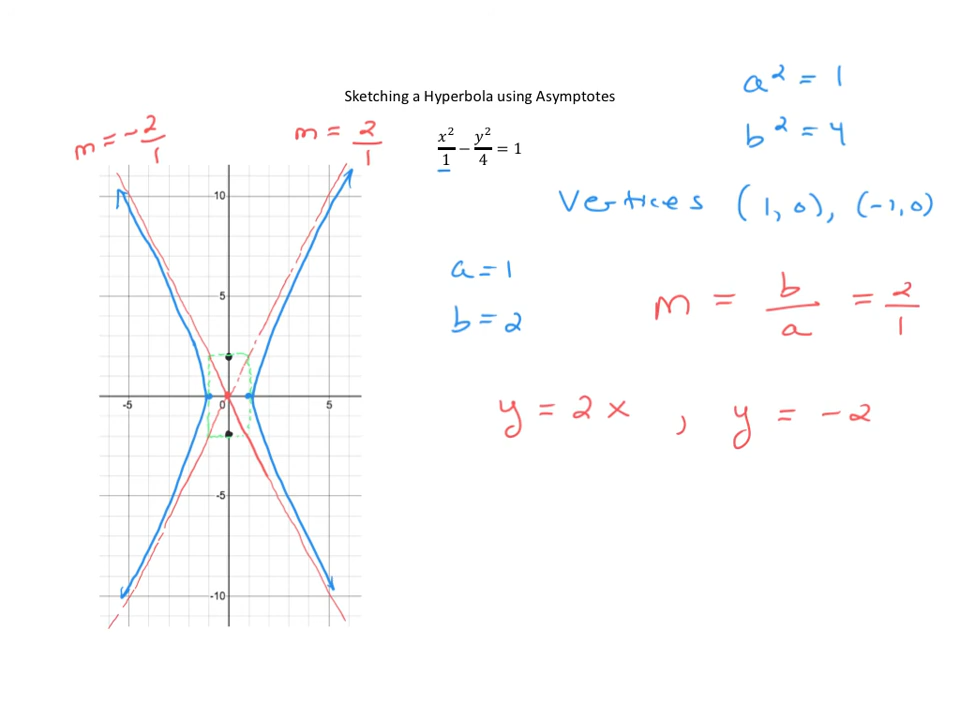 a² = 1
Sketching a Hyperbola using Asymptotes
b² = 4
m = -2/1
m = 2/1
x²/1 − y²/4 = 1
Vertices (1, 0), (-1, 0)
a = 1
m = b/a = 2/1
b = 2
y = 2x , y = -2
10
5
-5
0
5
-5
-10